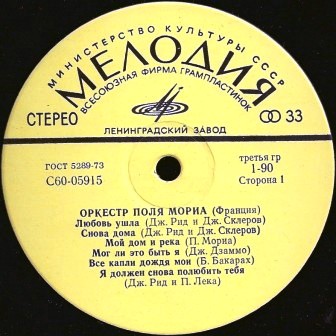 МИНИСТЕРСТВО КУЛЬТУРЫ СССР
МЕЛОДИЯ
ВСЕСОЮЗНАЯ ФИРМА ГРАМПЛАСТИНОК
СТЕРЕО
33
ЛЕНИНГРАДСКИЙ ЗАВОД
ГОСТ 5289-73
третья гр
С60-05915
1-90
Сторона 1
ОРКЕСТР ПОЛЯ МОРИА (Франция)
Любовь ушла (Дж. Рид и Дж. Склеров)
Снова дома (Дж. Рид и Дж. Склеров)
Мой дом и река (П. Мориа)
Мог ли это быть я (Дж. Дзаммо)
Все капли дождя мои (Б. Бакарах)
Я должен снова полюбить тебя
(Дж. Рид и П. Лека)